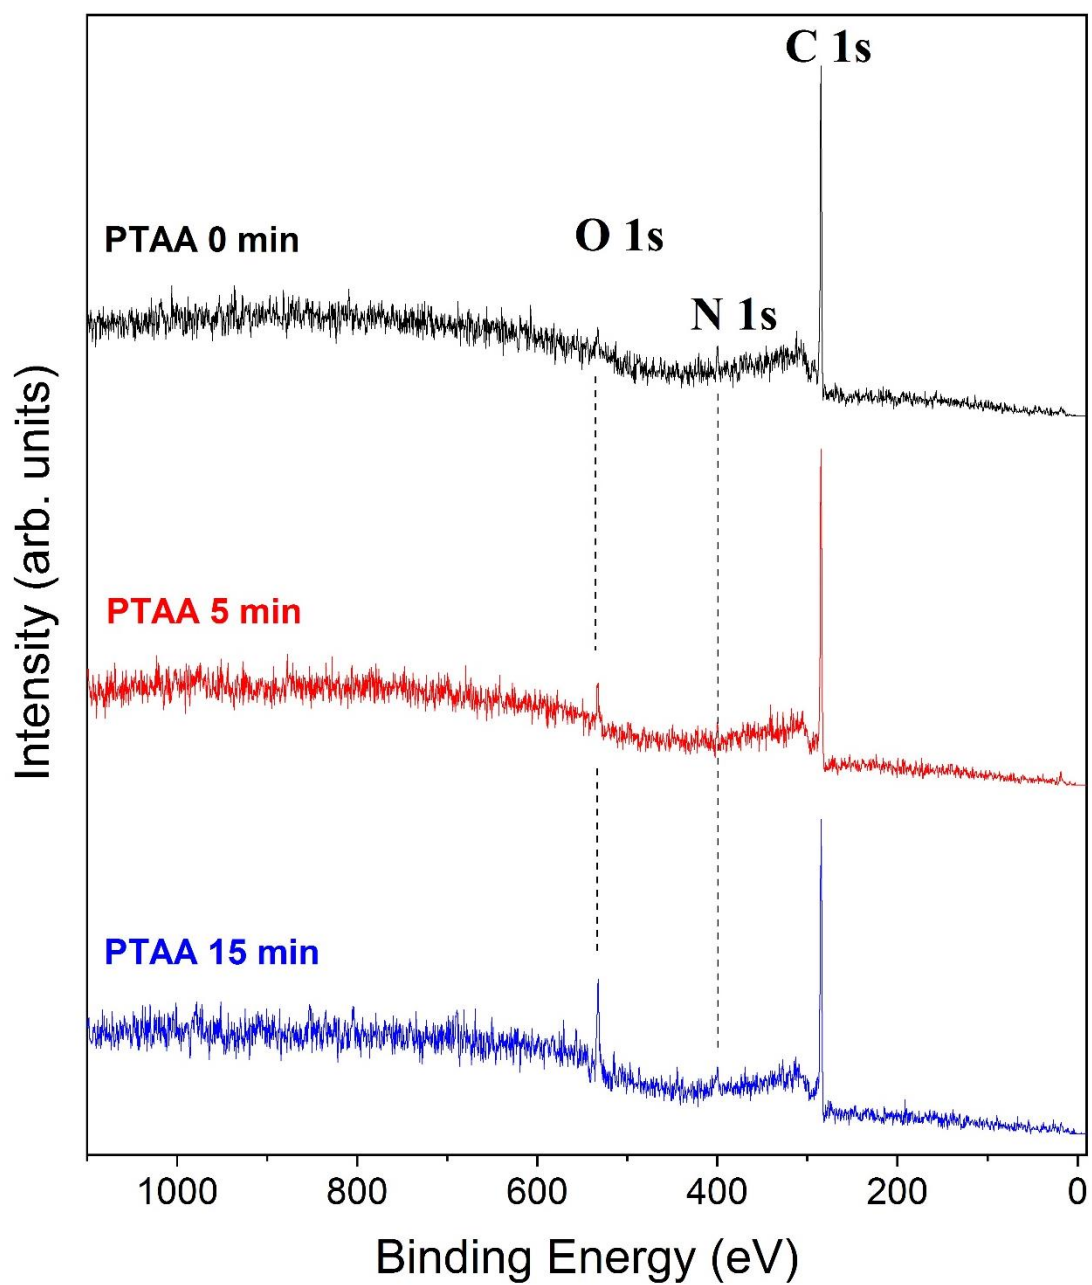 C 1s
PTAA 0 min
O 1s
N 1s
PTAA 5 min
PTAA 15 min
Intensity (arb. units)
1000 800 600 400 200 0
Binding Energy (eV)